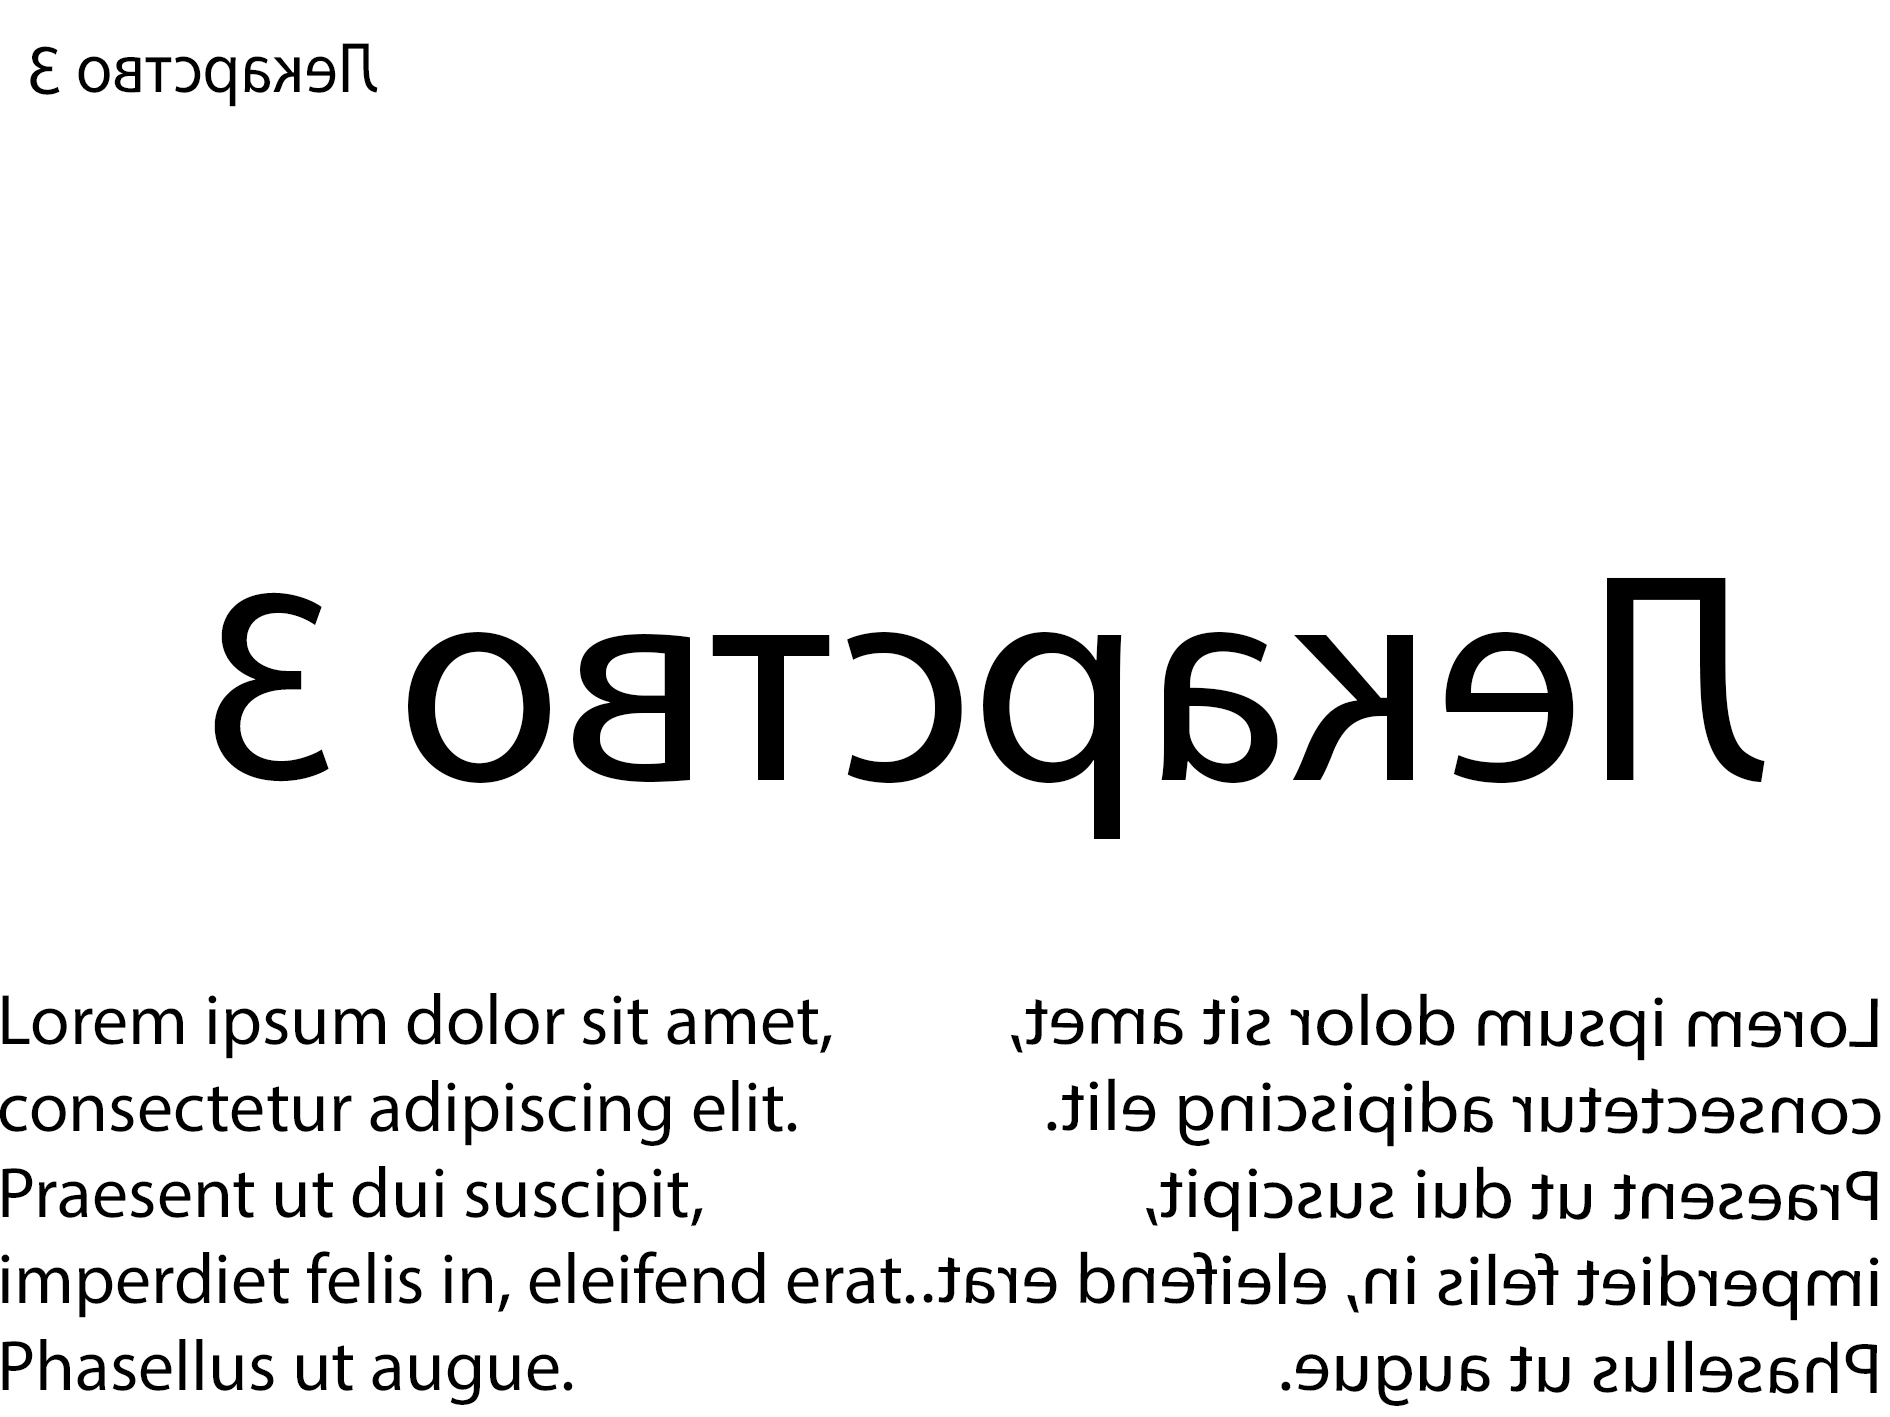 Лекарство 3
Лекарство 3
Lorem ipsum dolor sit amet,
consectetur adipiscing elit.
Praesent ut dui suscipit,
imperdiet felis in, eleifend erat.
Phasellus ut augue.
Lorem ipsum dolor sit amet,
consectetur adipiscing elit.
Praesent ut dui suscipit,
imperdiet felis in, eleifend erat.
Phasellus ut augue.